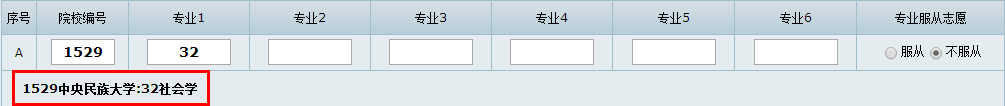 序号 院校编号 专业1 专业2 专业3 专业4 专业5 专业6 专业服从志愿
A 1529 32 服从 不服从
1529中央民族大学:32社会学